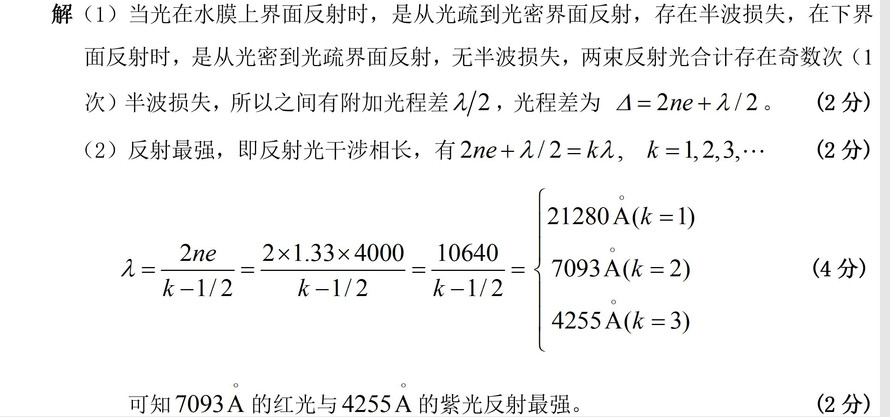 解（1）当光在水膜上界面反射时，是从光疏到光密界面反射，存在半波损失，在下界
面反射时，是从光密到光疏界面反射，无半波损失，两束反射光合计存在奇数次（1
次）半波损失，所以之间有附加光程差 λ/2，光程差为 Δ=2ne+λ/2。 (2 分)
（2）反射最强，即反射光干涉相长，有 2ne+λ/2=kλ, k=1,2,3,⋯ (2 分)
λ = 2ne/(k−1/2) = 2×1.33×4000/(k−1/2) = 10640/(k−1/2) = { 21280Å(k=1) 7093Å(k=2) 4255Å(k=3) (4 分)
可知 7093Å 的红光与 4255Å 的紫光反射最强。 (2 分)